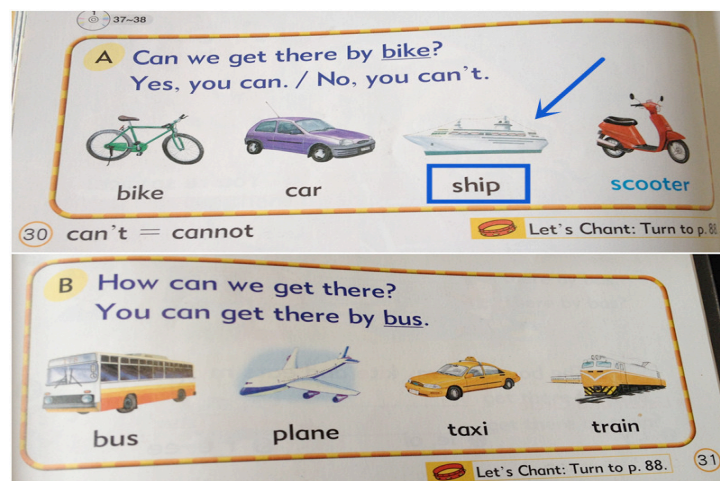 1
37~38
A Can we get there by bike?
Yes, you can. / No, you can't.
bike car ship scooter
30 can't = cannot
Let's Chant: Turn to p. 88
B How can we get there?
You can get there by bus.
bus plane taxi train
Let's Chant: Turn to p. 88.
31